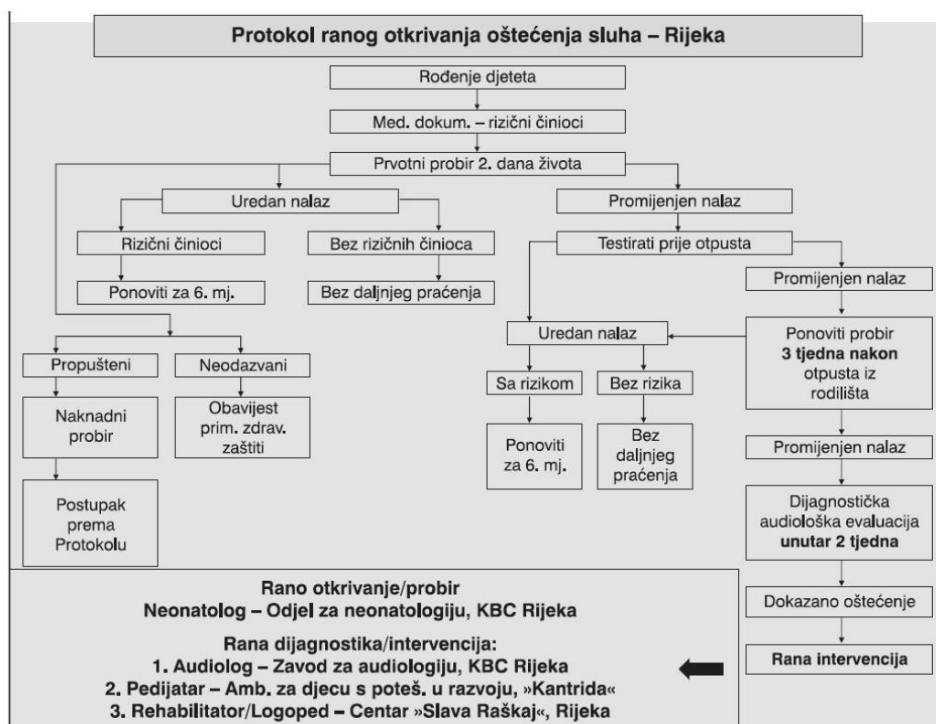 Protokol ranog otkrivanja oštećenja sluha – Rijeka
Rođenje djeteta
Med. dokum. – rizični činioci
Prvotni probir 2. dana života
Uredan nalaz
Promijenjen nalaz
Rizični činioci
Bez rizičnih činioca
Testirati prije otpusta
Ponoviti za 6. mj.
Bez daljnjeg praćenja
Promijenjen nalaz
Uredan nalaz
Ponoviti probir
3 tjedna nakon
otpusta iz
rodilišta
Propušteni
Neodazvani
Sa rizikom
Bez rizika
Naknadni
probir
Obavijest
prim. zdrav.
zaštiti
Ponoviti
za 6. mj.
Bez
daljnjeg
praćenja
Promijenjen nalaz
Postupak
prema
Protokolu
Dijagnostička
audiološka evaluacija
unutar 2 tjedna
Dokazano oštećenje
Rana intervencija
Rano otkrivanje/probir
Neonatolog – Odjel za neonatologiju, KBC Rijeka
Rana dijagnostika/intervencija:
1. Audiolog – Zavod za audiologiju, KBC Rijeka
2. Pedijatar – Amb. za djecu s poteš. u razvoju, »Kantrida«
3. Rehabilitator/Logoped – Centar »Slava Raškaj«, Rijeka